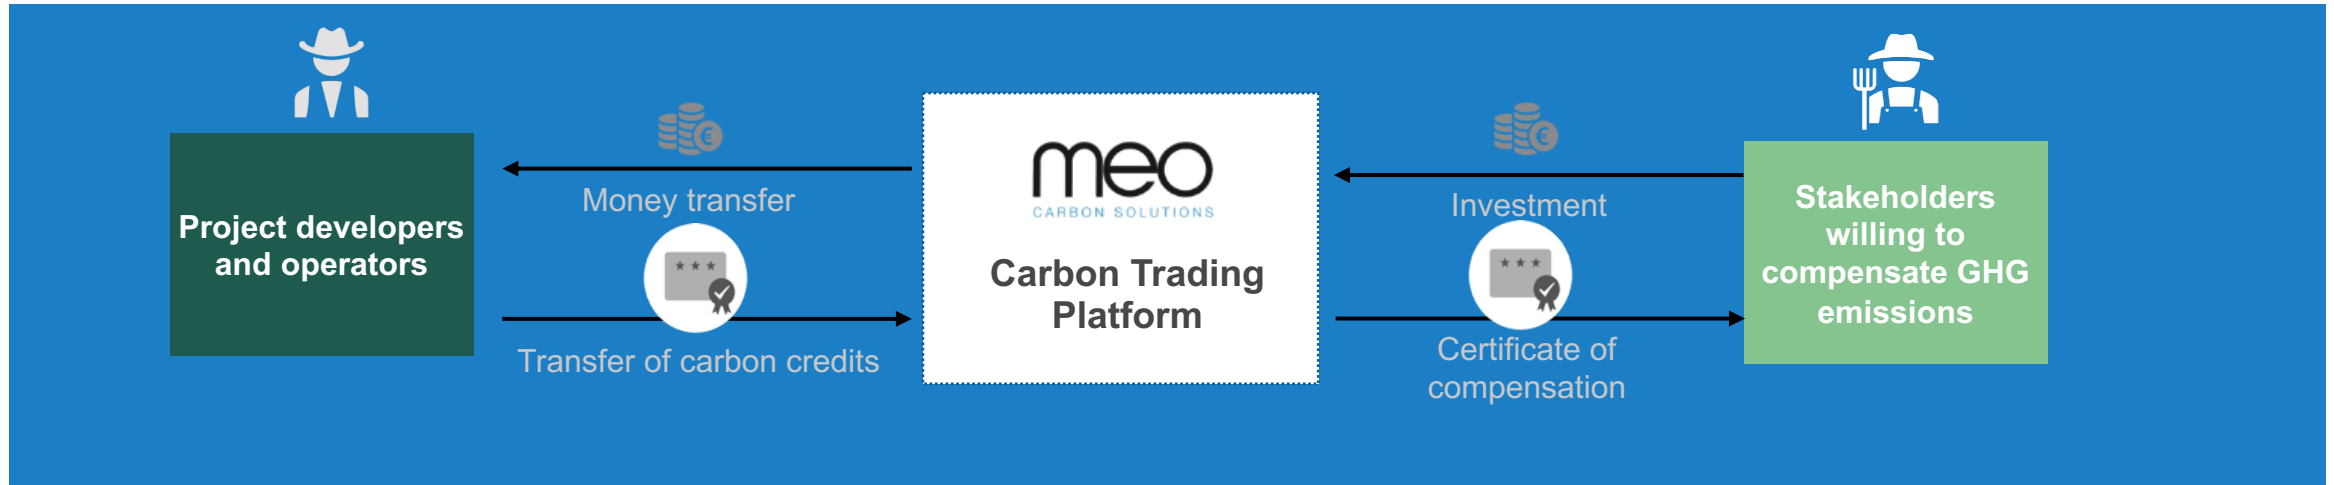 Project developers
and operators
Money transfer
Transfer of carbon credits
meo
CARBON SOLUTIONS
Carbon Trading
Platform
Investment
Certificate of
compensation
Stakeholders
willing to
compensate GHG
emissions